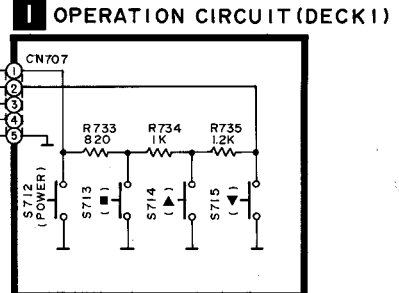 1 OPERATION CIRCUIT (DECK1)
CN707
1
2
3
4
5
R733
820
R734
1K
R735
1.2K
S712
(POWER)
S713
(■)
S714
(▲)
S715
(▼)